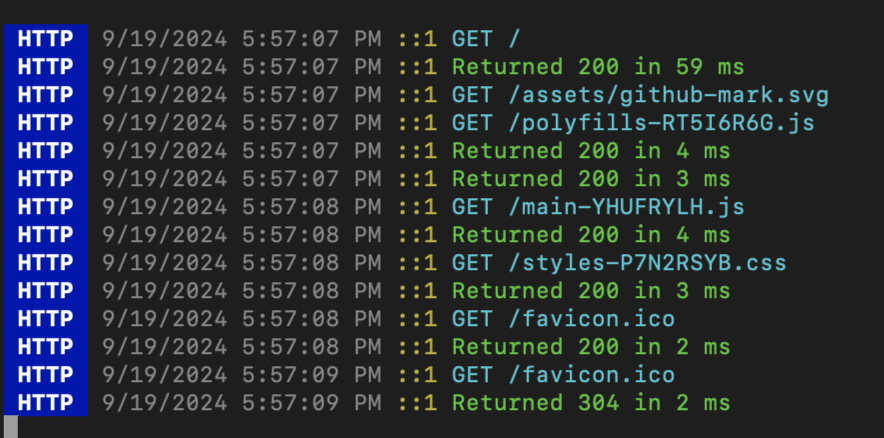 HTTP 9/19/2024 5:57:07 PM ::1 GET /
HTTP 9/19/2024 5:57:07 PM ::1 Returned 200 in 59 ms
HTTP 9/19/2024 5:57:07 PM ::1 GET /assets/github-mark.svg
HTTP 9/19/2024 5:57:07 PM ::1 GET /polyfills-RT5I6R6G.js
HTTP 9/19/2024 5:57:07 PM ::1 Returned 200 in 4 ms
HTTP 9/19/2024 5:57:07 PM ::1 Returned 200 in 3 ms
HTTP 9/19/2024 5:57:08 PM ::1 GET /main-YHUFRYLH.js
HTTP 9/19/2024 5:57:08 PM ::1 Returned 200 in 4 ms
HTTP 9/19/2024 5:57:08 PM ::1 GET /styles-P7N2RSYB.css
HTTP 9/19/2024 5:57:08 PM ::1 Returned 200 in 3 ms
HTTP 9/19/2024 5:57:08 PM ::1 GET /favicon.ico
HTTP 9/19/2024 5:57:08 PM ::1 Returned 200 in 2 ms
HTTP 9/19/2024 5:57:09 PM ::1 GET /favicon.ico
HTTP 9/19/2024 5:57:09 PM ::1 Returned 304 in 2 ms